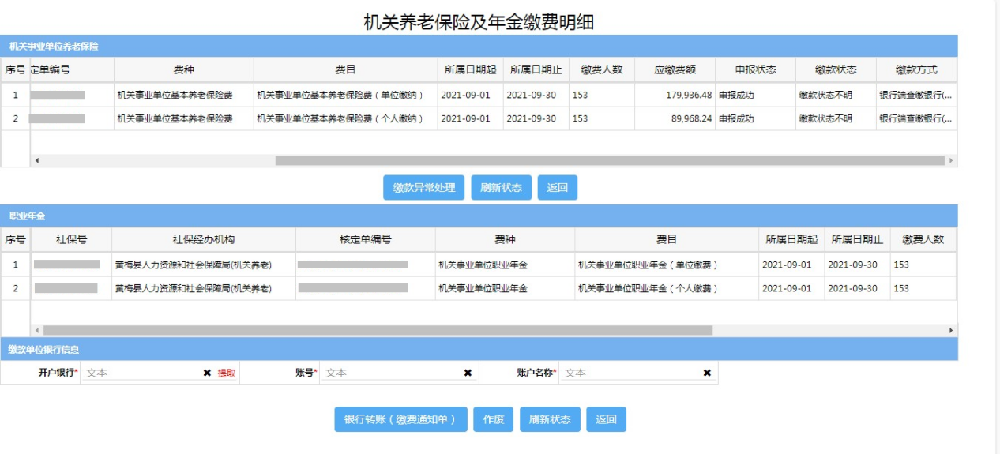 机关养老保险及年金缴费明细
机关事业单位养老保险
序号 定单编号 费种 费目 所属日期起 所属日期止 缴费人数 应缴费额 申报状态 缴款状态 缴款方式
1 机关事业单位基本养老保险费 机关事业单位基本养老保险费（单位缴纳） 2021-09-01 2021-09-30 153 179,936.48 申报成功 缴款状态不明 银行端查缴银行(...
2 机关事业单位基本养老保险费 机关事业单位基本养老保险费（个人缴纳） 2021-09-01 2021-09-30 153 89,968.24 申报成功 缴款状态不明 银行端查缴银行(...
缴款异常处理 刷新状态 返回
职业年金
序号 社保号 社保经办机构 核定单编号 费种 费目 所属日期起 所属日期止 缴费人数
1 黄梅县人力资源和社会保障局(机关养老) 机关事业单位职业年金 机关事业单位职业年金（单位缴费） 2021-09-01 2021-09-30 153
2 黄梅县人力资源和社会保障局(机关养老) 机关事业单位职业年金 机关事业单位职业年金（个人缴费） 2021-09-01 2021-09-30 153
缴款单位银行信息
开户银行* 文本 ✖ 提取 账号* 文本 ✖ 账户名称* 文本 ✖
银行转账（缴费通知单） 作废 刷新状态 返回